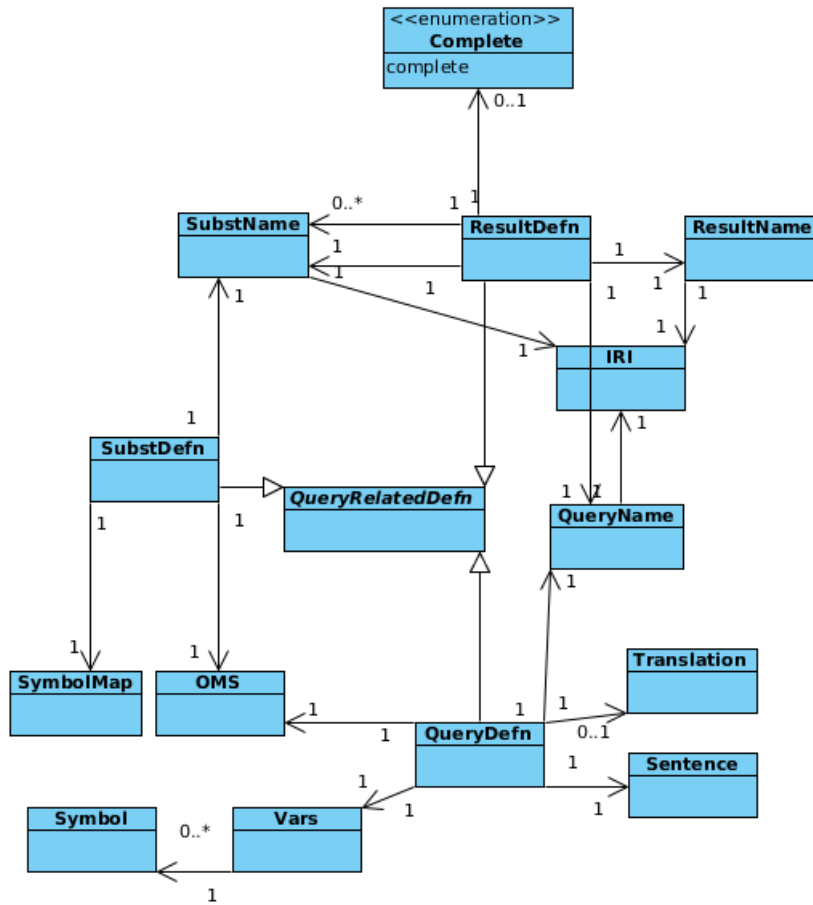 <<enumeration>>
Complete
complete
0..1
0..*
1
1
SubstName
ResultDefn
ResultName
1
1
1
1
1
1
1
1
1
1
IRI
1
1
SubstDefn
QueryRelatedDefn
1
1
QueryName
1
1
1
1
1
Translation
SymbolMap
OMS
1
1
1
1
0..1
QueryDefn
1
Sentence
1
1
1
Symbol
0..*
Vars
1